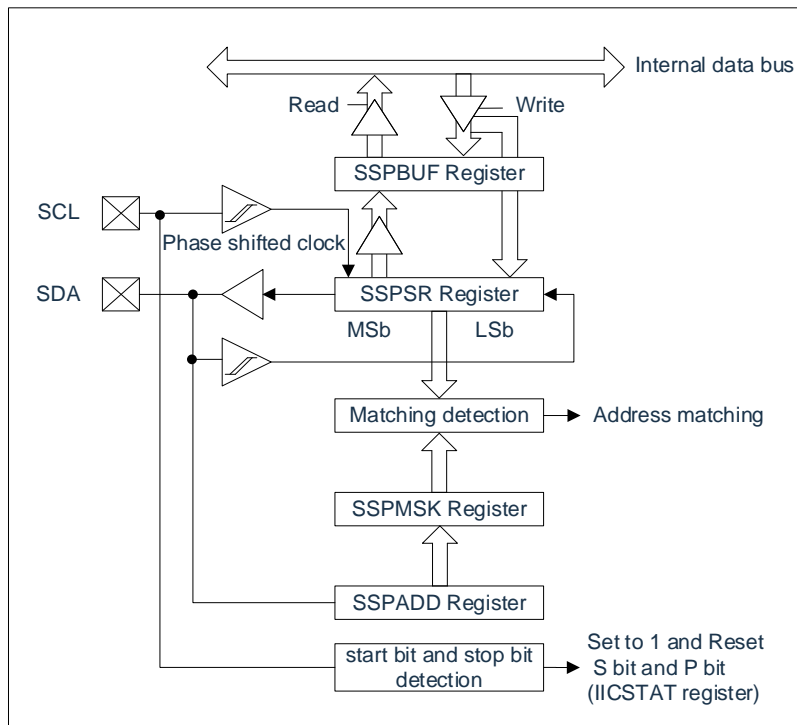 Internal data bus
Read
Write
SSPBUF Register
SCL
Phase shifted clock
SDA
SSPSR Register
MSb
LSb
Matching detection
Address matching
SSPMSK Register
SSPADD Register
start bit and stop bit
detection
Set to 1 and Reset
S bit and P bit
(IICSTAT register)